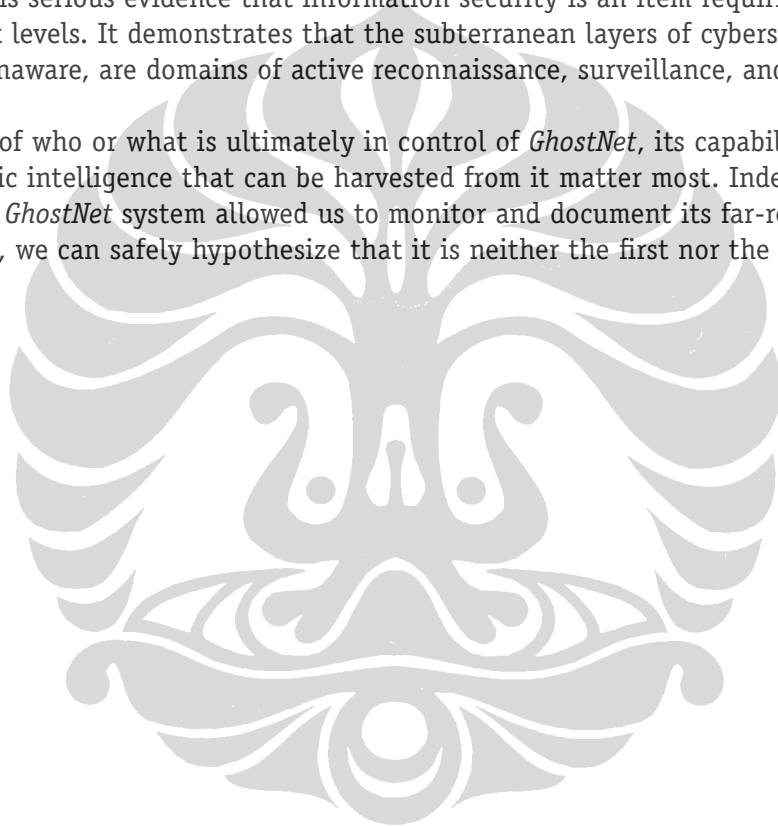 is serious evidence that information security is an item requiri
t levels. It demonstrates that the subterranean layers of cybers
naware, are domains of active reconnaissance, surveillance, and
of who or what is ultimately in control of GhostNet, its capabil
ic intelligence that can be harvested from it matter most. Inde
GhostNet system allowed us to monitor and document its far-re
, we can safely hypothesize that it is neither the first nor the